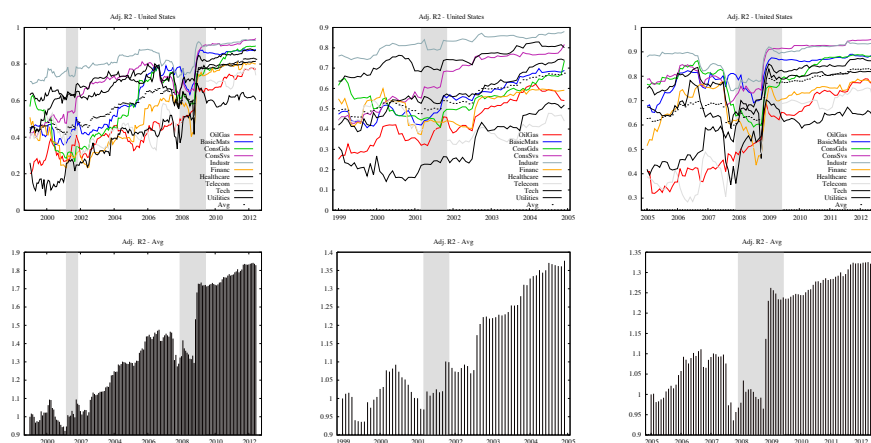 Adj. R2 - United States
1
0.8
0.6
0.4
0.2
0
2000 2002 2004 2006 2008 2010 2012
OilGas
BasicMats
ConsGds
ConsSvs
Industr
Financ
Healthcare
Telecom
Tech
Utilities
Avg
Adj. R2 - United States
0.9
0.8
0.7
0.6
0.5
0.4
0.3
0.2
0.1
0
1999 2000 2001 2002 2003 2004 2005
OilGas
BasicMats
ConsGds
ConsSvs
Industr
Financ
Healthcare
Telecom
Tech
Utilities
Avg
Adj. R2 - United States
1
0.9
0.8
0.7
0.6
0.5
0.4
0.3
0.2
2005 2006 2007 2008 2009 2010 2011 2012
OilGas
BasicMats
ConsGds
ConsSvs
Industr
Financ
Healthcare
Telecom
Tech
Utilities
Avg
Adj. R2 - Avg
1.9
1.8
1.7
1.6
1.5
1.4
1.3
1.2
1.1
1
0.9
2000 2002 2004 2006 2008 2010 2012
Adj. R2 - Avg
1.4
1.3
1.2
1.1
1
0.9
1999 2000 2001 2002 2003 2004 2005
Adj. R2 - Avg
1.35
1.3
1.25
1.2
1.15
1.1
1.05
1
0.95
0.9
2005 2006 2007 2008 2009 2010 2011 2012